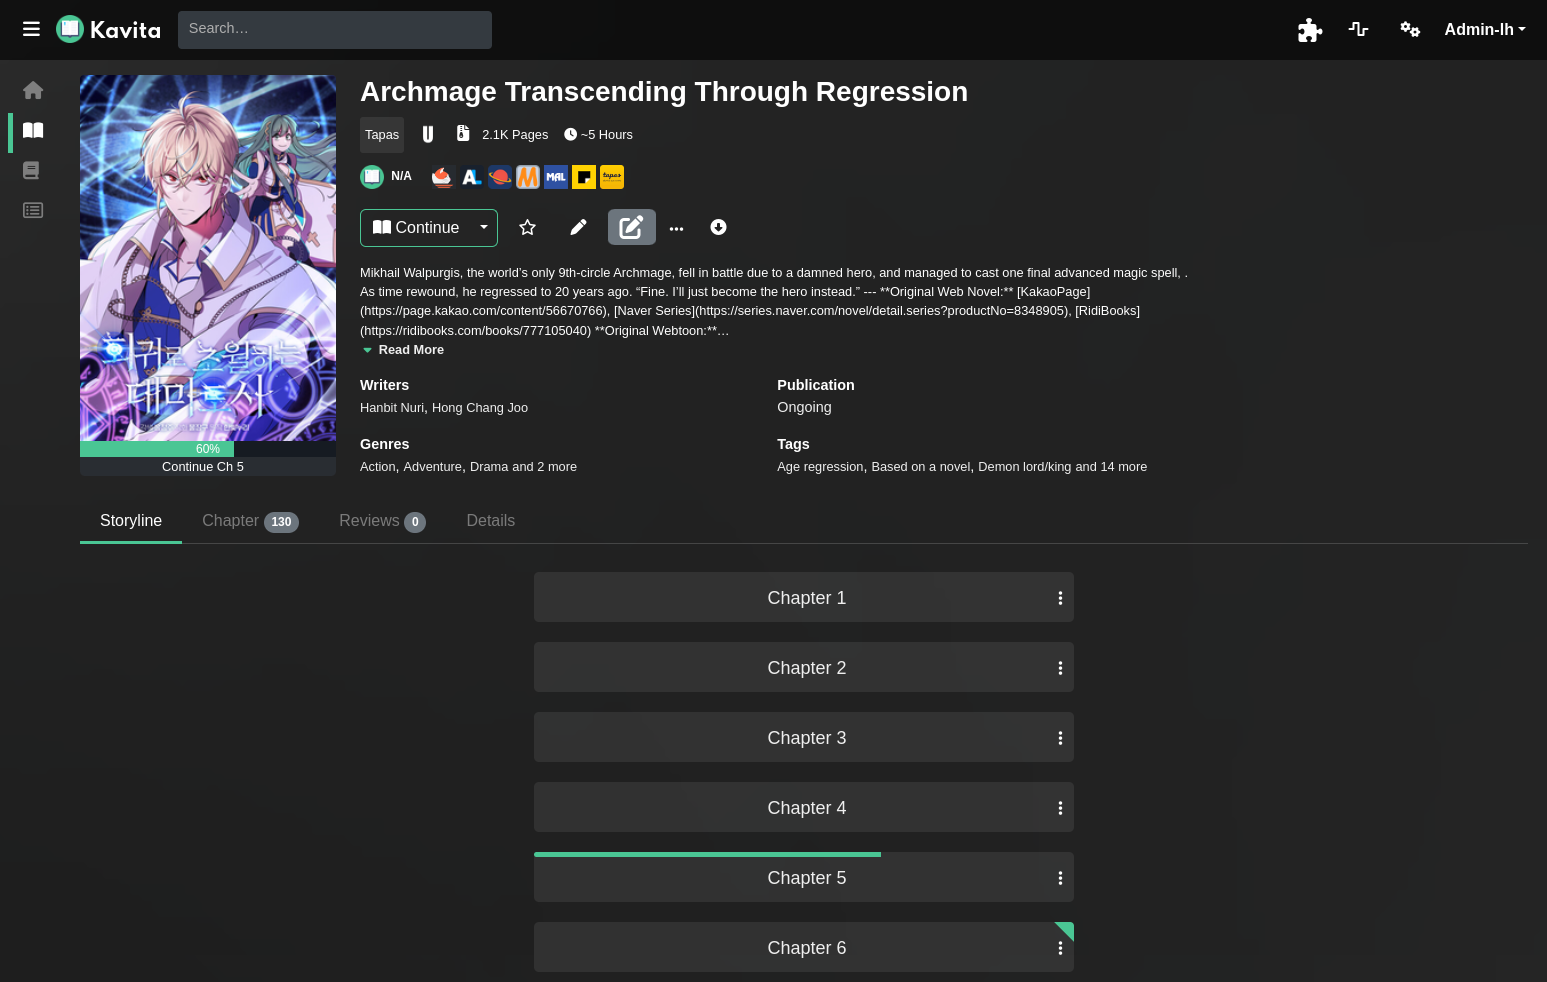 Kavita
Search…
Admin-lh
회귀로 초월하는
대마도사
60%
Continue Ch 5
Archmage Transcending Through Regression
Tapas
2.1K Pages
~5 Hours
N/A
AL
M
MAL
tapas
Continue
Mikhail Walpurgis, the world’s only 9th-circle Archmage, fell in battle due to a damned hero, and managed to cast one final advanced magic spell, .
As time rewound, he regressed to 20 years ago. “Fine. I’ll just become the hero instead.” --- **Original Web Novel:** [KakaoPage]
(https://page.kakao.com/content/56670766), [Naver Series](https://series.naver.com/novel/detail.series?productNo=8348905), [RidiBooks]
(https://ridibooks.com/books/777105040) **Original Webtoon:**…
Read More
Writers
Hanbit Nuri, Hong Chang Joo
Publication
Ongoing
Genres
Action, Adventure, Drama and 2 more
Tags
Age regression, Based on a novel, Demon lord/king and 14 more
Storyline
Chapter 130
Reviews 0
Details
Chapter 1
Chapter 2
Chapter 3
Chapter 4
Chapter 5
Chapter 6